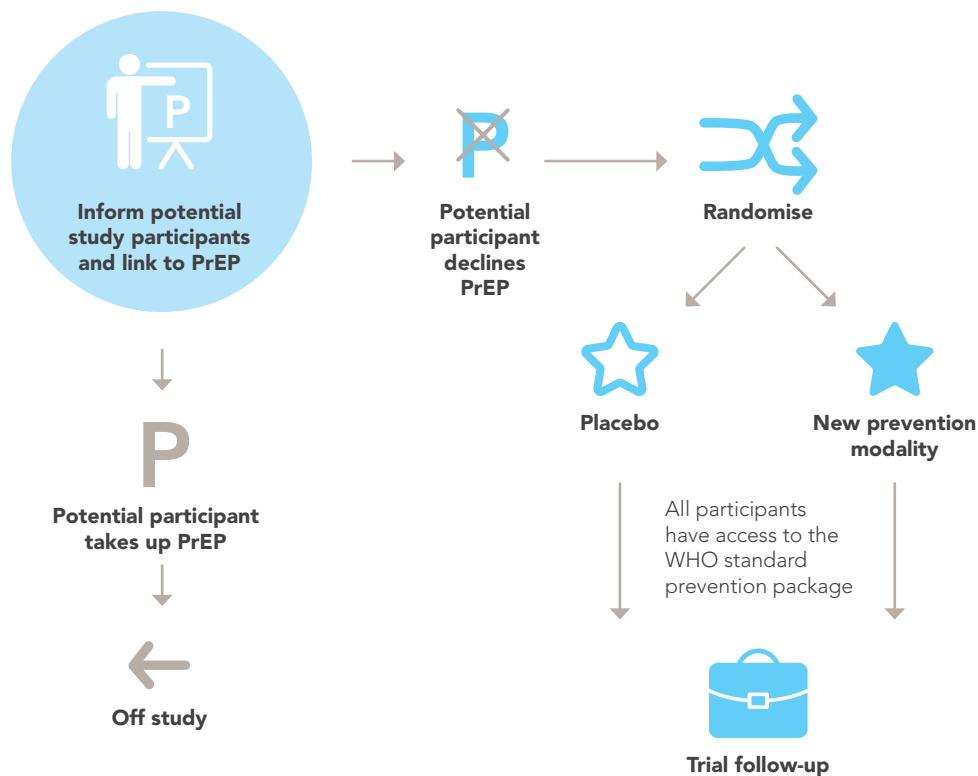 P
Inform potential
study participants
and link to PrEP
P
Potential
participant
declines
PrEP
Randomise
Placebo
New prevention
modality
P
Potential participant
takes up PrEP
All participants
have access to the
WHO standard
prevention package
Off study
Trial follow-up